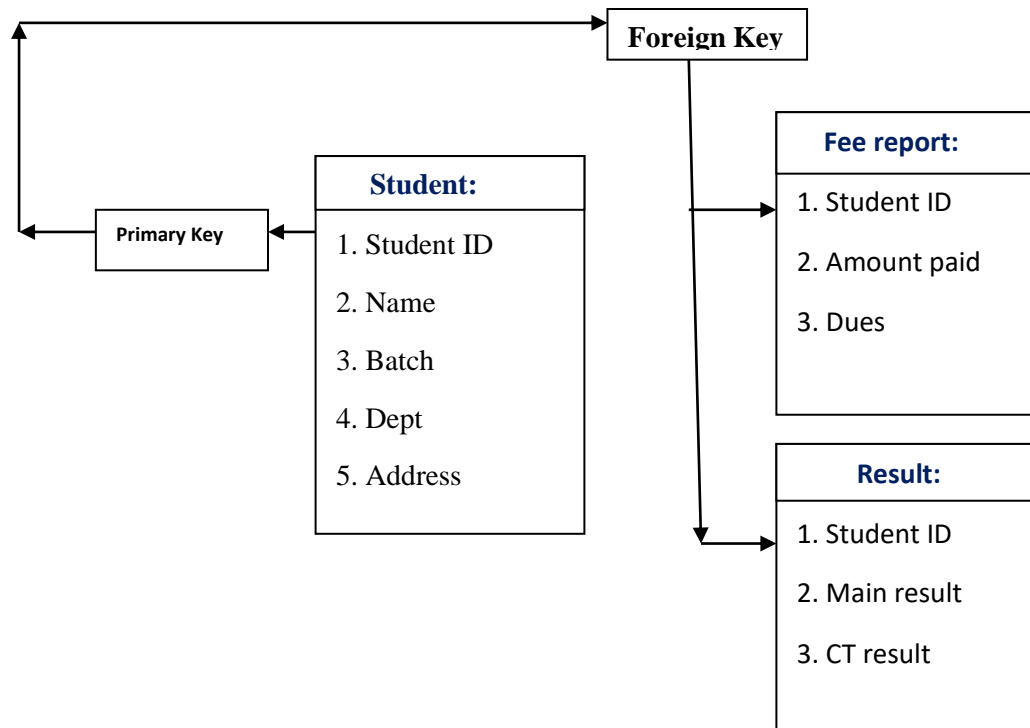 Foreign Key
Fee report:
1. Student ID
2. Amount paid
3. Dues
Student:
1. Student ID
2. Name
3. Batch
4. Dept
5. Address
Primary Key
Result:
1. Student ID
2. Main result
3. CT result